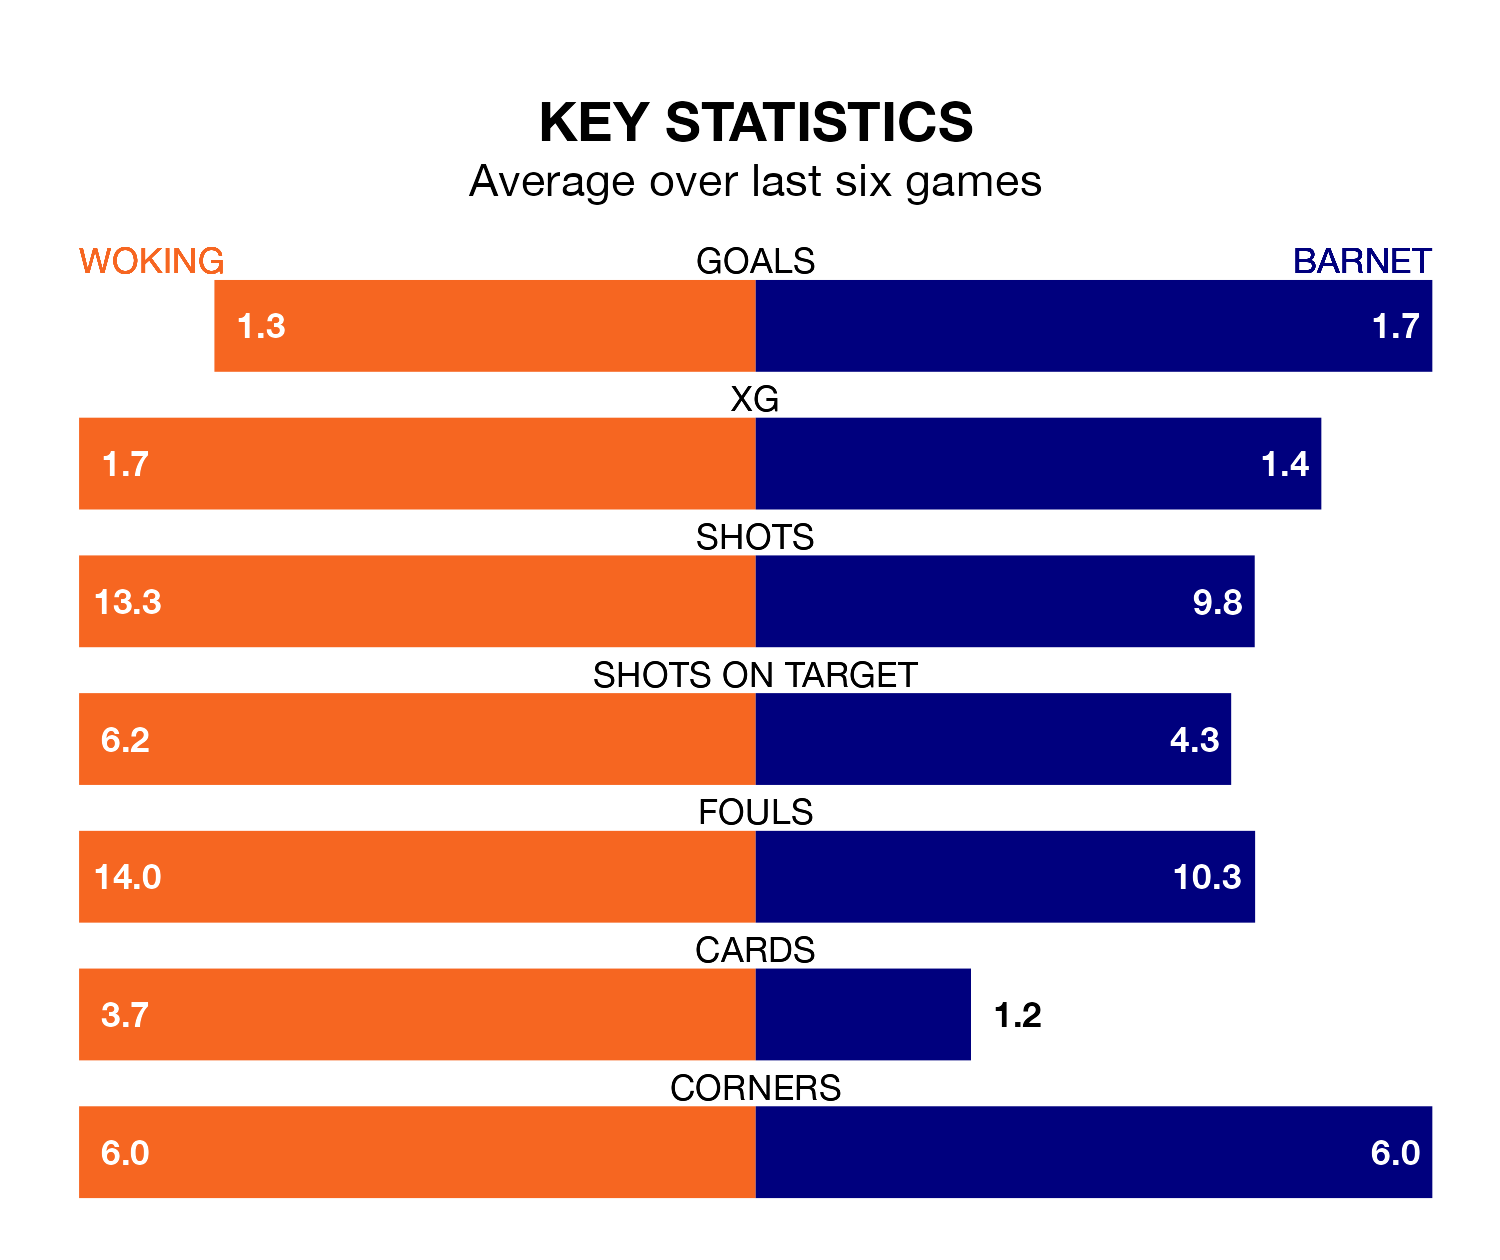 KEY STATISTICS
Average over last six games
WOKING GOALS BARNET
1.3 1.7
XG
1.7 1.4
SHOTS
13.3 9.8
SHOTS ON TARGET
6.2 4.3
FOULS
14.0 10.3
CARDS
3.7 1.2
CORNERS
6.0 6.0